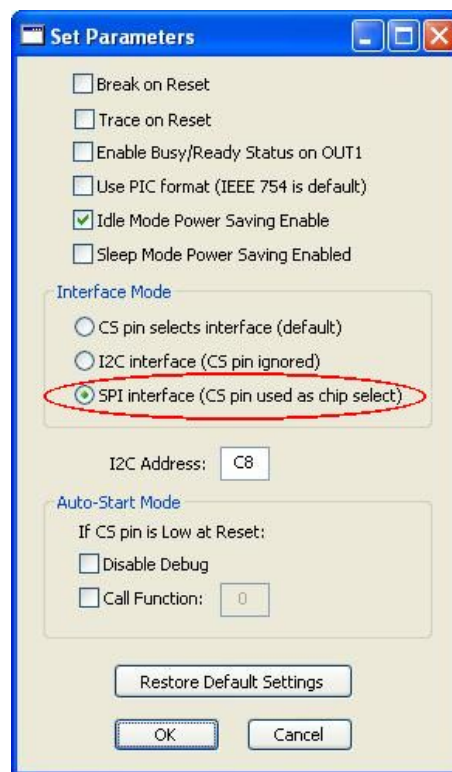 Set Parameters
Break on Reset
Trace on Reset
Enable Busy/Ready Status on OUT1
Use PIC format (IEEE 754 is default)
Idle Mode Power Saving Enable
Sleep Mode Power Saving Enabled
Interface Mode
CS pin selects interface (default)
I2C interface (CS pin ignored)
SPI interface (CS pin used as chip select)
I2C Address: C8
Auto-Start Mode
If CS pin is Low at Reset:
Disable Debug
Call Function: 0
Restore Default Settings
OK Cancel